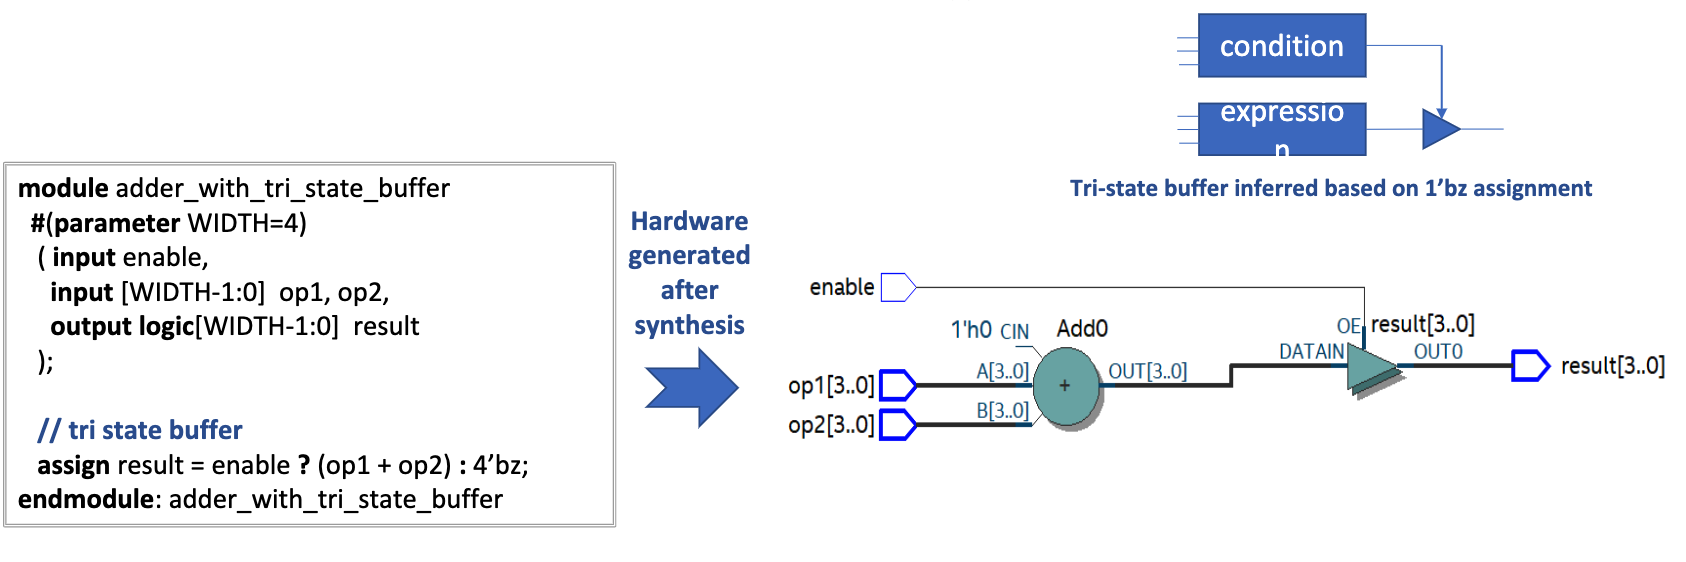 condition
expressio
n
Tri-state buffer inferred based on 1’bz assignment
module adder_with_tri_state_buffer
#(parameter WIDTH=4)
( input enable,
input [WIDTH-1:0]  op1, op2,
output logic[WIDTH-1:0]  result
);
// tri state buffer
assign result = enable ? (op1 + op2) : 4’bz;
endmodule: adder_with_tri_state_buffer
Hardware
generated
after
synthesis
enable
1'h0 CIN
Add0
A[3..0]
B[3..0]
+
OUT[3..0]
op1[3..0]
op2[3..0]
OE
result[3..0]
DATAIN
OUT0
result[3..0]